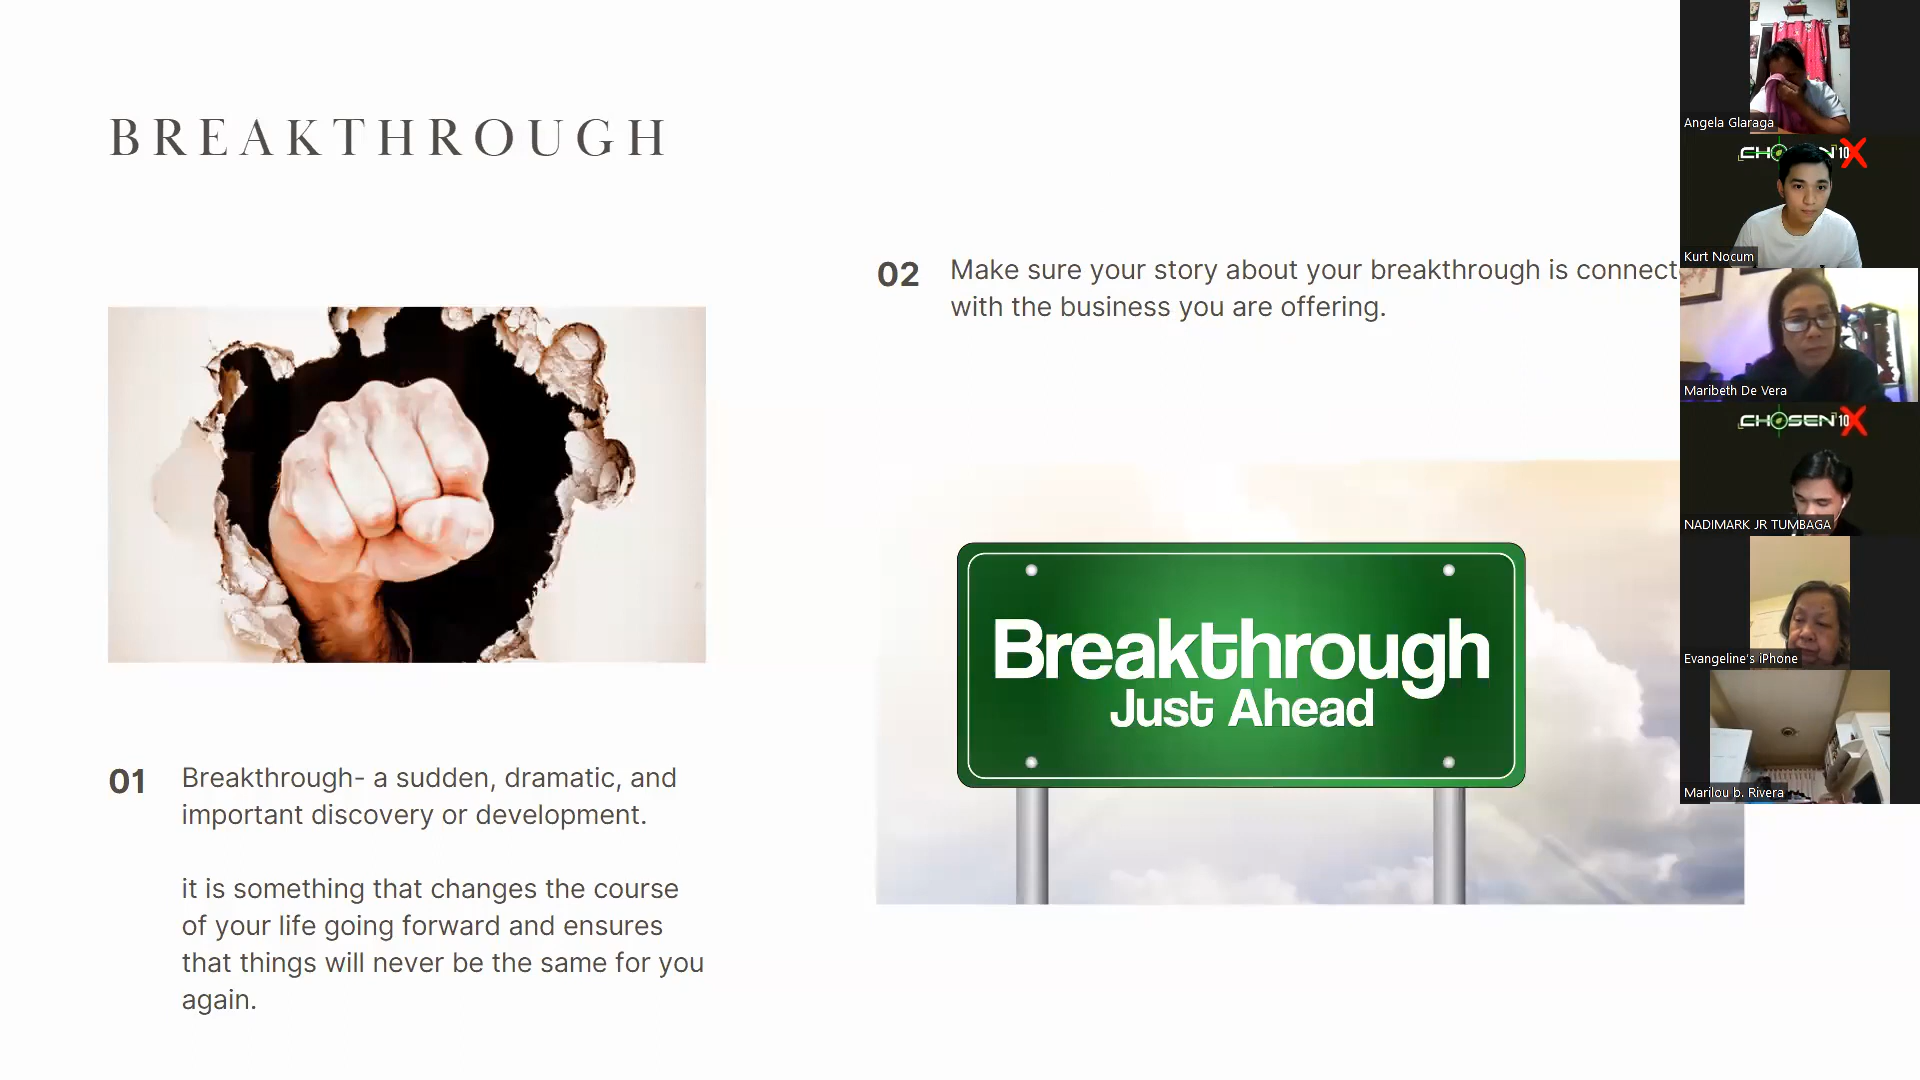 BREAKTHROUGH
01 Breakthrough- a sudden, dramatic, and
important discovery or development.
it is something that changes the course
of your life going forward and ensures
that things will never be the same for you
again.
02 Make sure your story about your breakthrough is connect
with the business you are offering.
Breakthrough
Just Ahead
Angela Glaraga
CH N 10X
Kurt Nocum
Maribeth De Vera
CHOSEN 10X
NADIMARK JR TUMBAGA
Evangeline's iPhone
Marilou b. Rivera